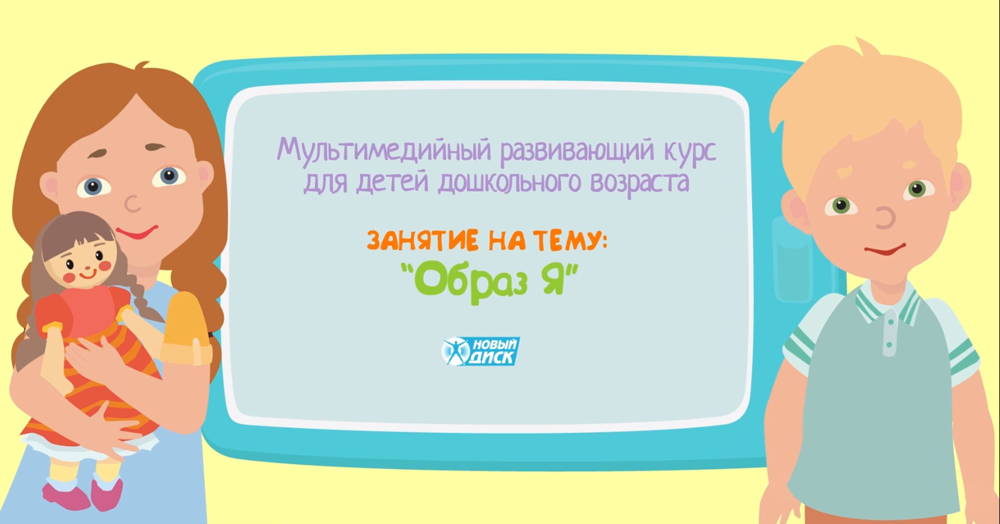 Мультимедийный развивающий курс
для детей дошкольного возраста
ЗАНЯТИЕ НА ТЕМУ:
"Образ Я"
НОВЫЙ
ДИСК